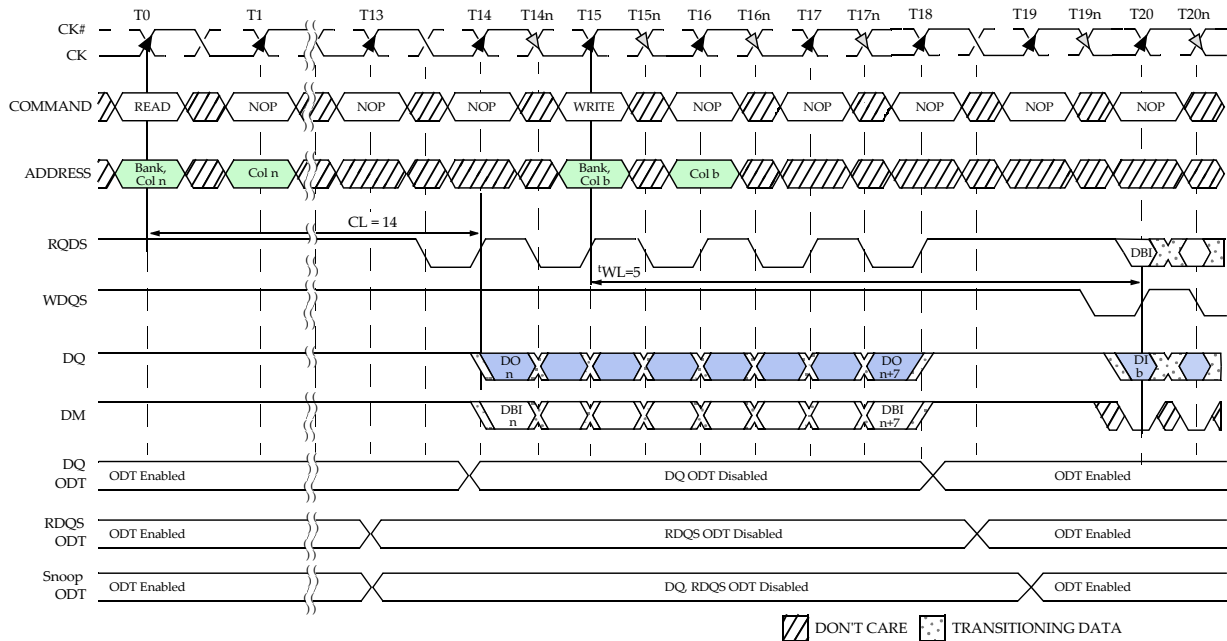 T0 T1 T13 T14 T14n T15 T15n T16 T16n T17 T17n T18 T19 T19n T20 T20n
CK#
CK
COMMAND READ NOP NOP NOP WRITE NOP NOP NOP NOP NOP
ADDRESS Bank, Col n Col n Bank, Col b Col b
CL = 14
RQDS DBI
tWL=5
WDQS
DQ DO n DO n+7 DI b
DM DBI n DBI n+7
DQ ODT ODT Enabled DQ ODT Disabled ODT Enabled
RDQS ODT ODT Enabled RDQS ODT Disabled ODT Enabled
Snoop ODT ODT Enabled DQ, RDQS ODT Disabled ODT Enabled
DON'T CARE TRANSITIONING DATA